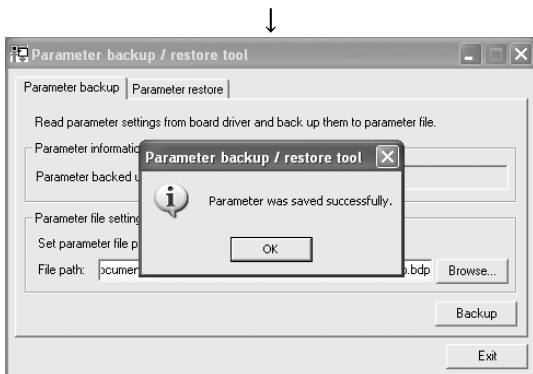 ↓
Parameter backup / restore tool
Parameter backup Parameter restore
Read parameter settings from board driver and back up them to parameter file.
Parameter backup / restore tool
Parameter was saved successfully.
OK
Parameter
Parameter backed
Parameter file setting
Set parameter file
File path: .bdp Browse...
Backup
Exit